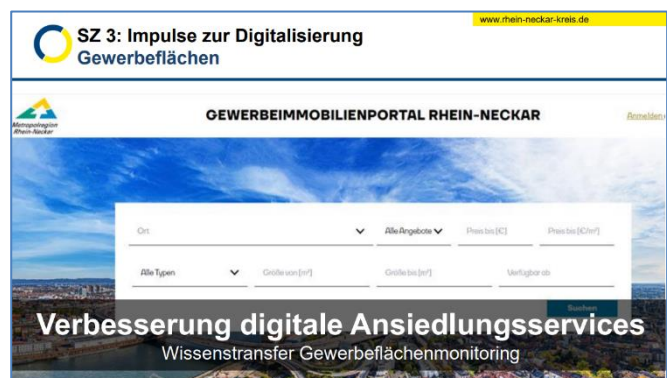 www.rhein-neckar-kreis.de
SZ 3: Impulse zur Digitalisierung
Gewerbeflächen
Metropolregion
Rhein-Neckar
GEWERBEIMMOBILIENPORTAL RHEIN-NECKAR
Anmelden
Ort
Alle Angebote
Preis bis [€]
Preis bis [€/m²]
Alle Typen
Größe von [m²]
Größe bis [m²]
Verfügbar ab
Suchen
Verbesserung digitale Ansiedlungsservices
Wissenstransfer Gewerbeflächenmonitoring